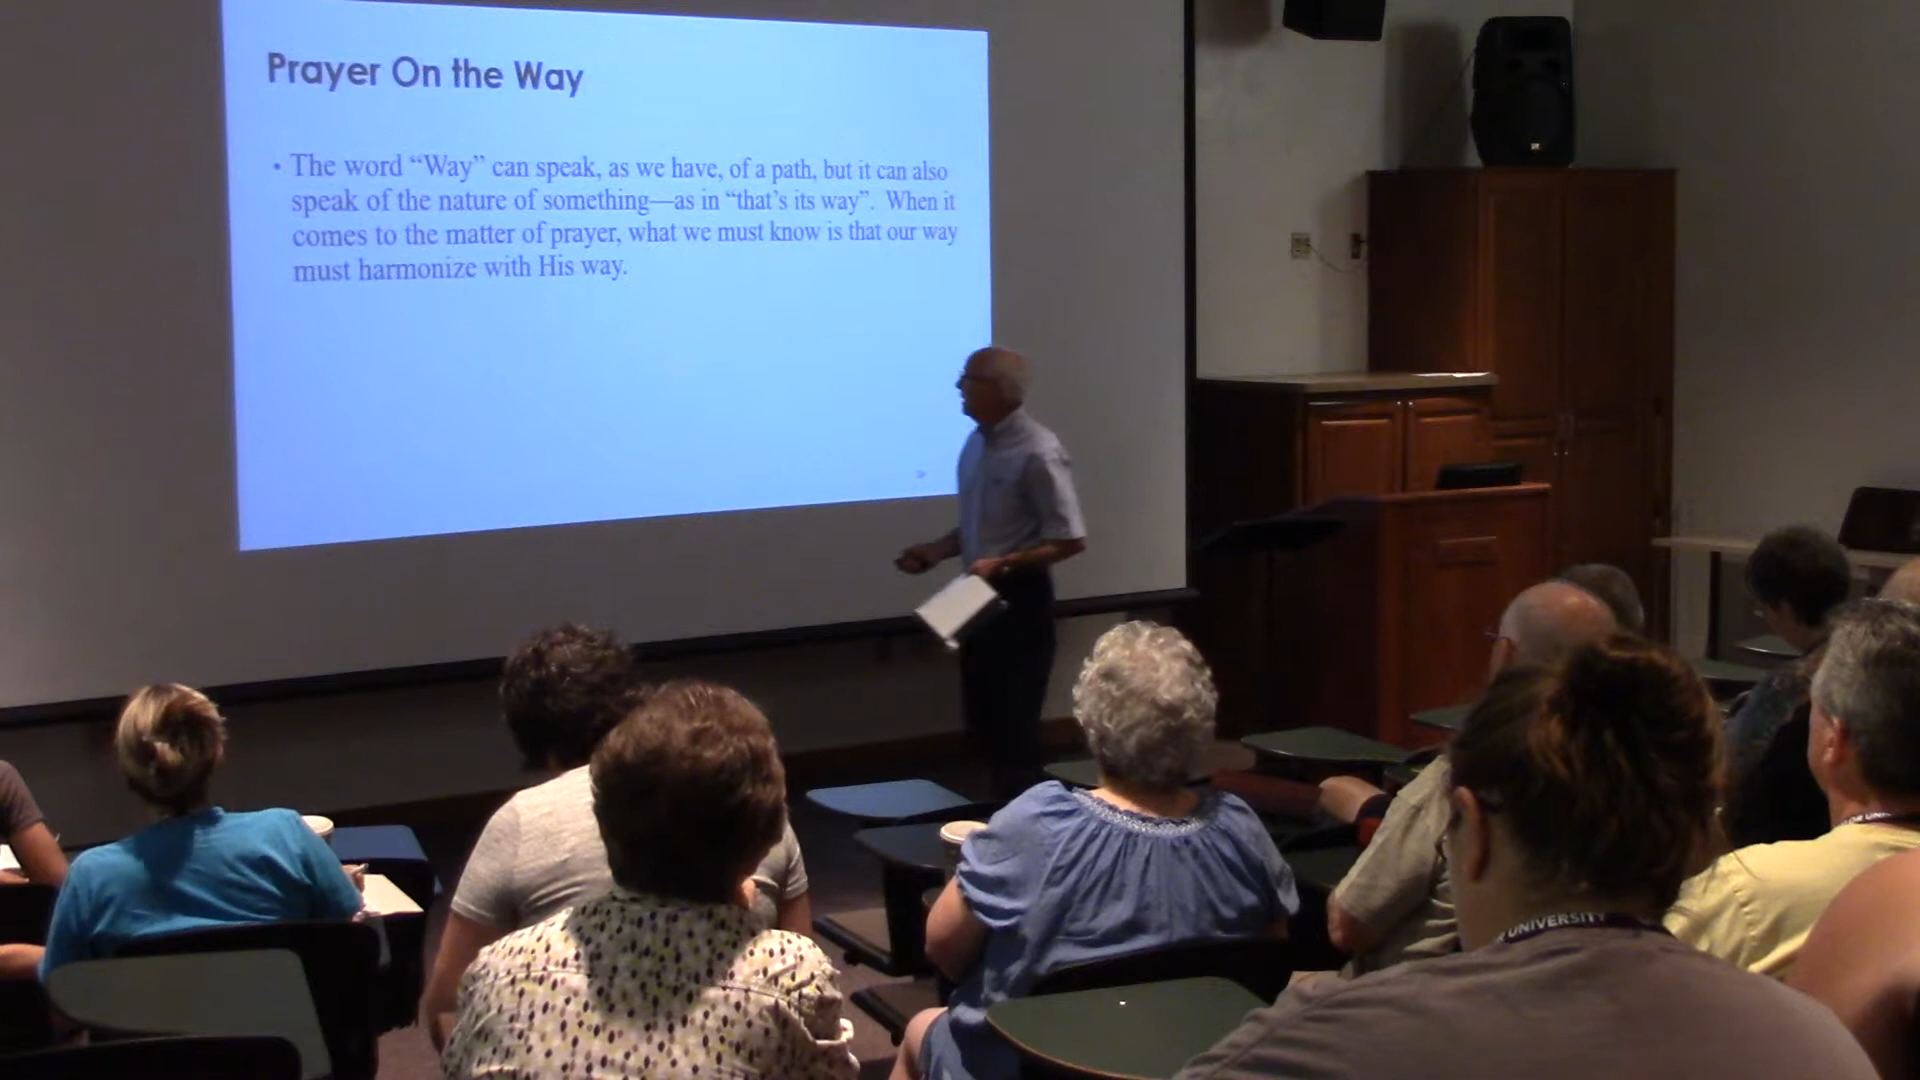 Prayer On the Way
• The word “Way” can speak, as we have, of a path, but it can also
speak of the nature of something—as in “that’s its way”. When it
comes to the matter of prayer, what we must know is that our way
must harmonize with His way.
UNIVERSITY